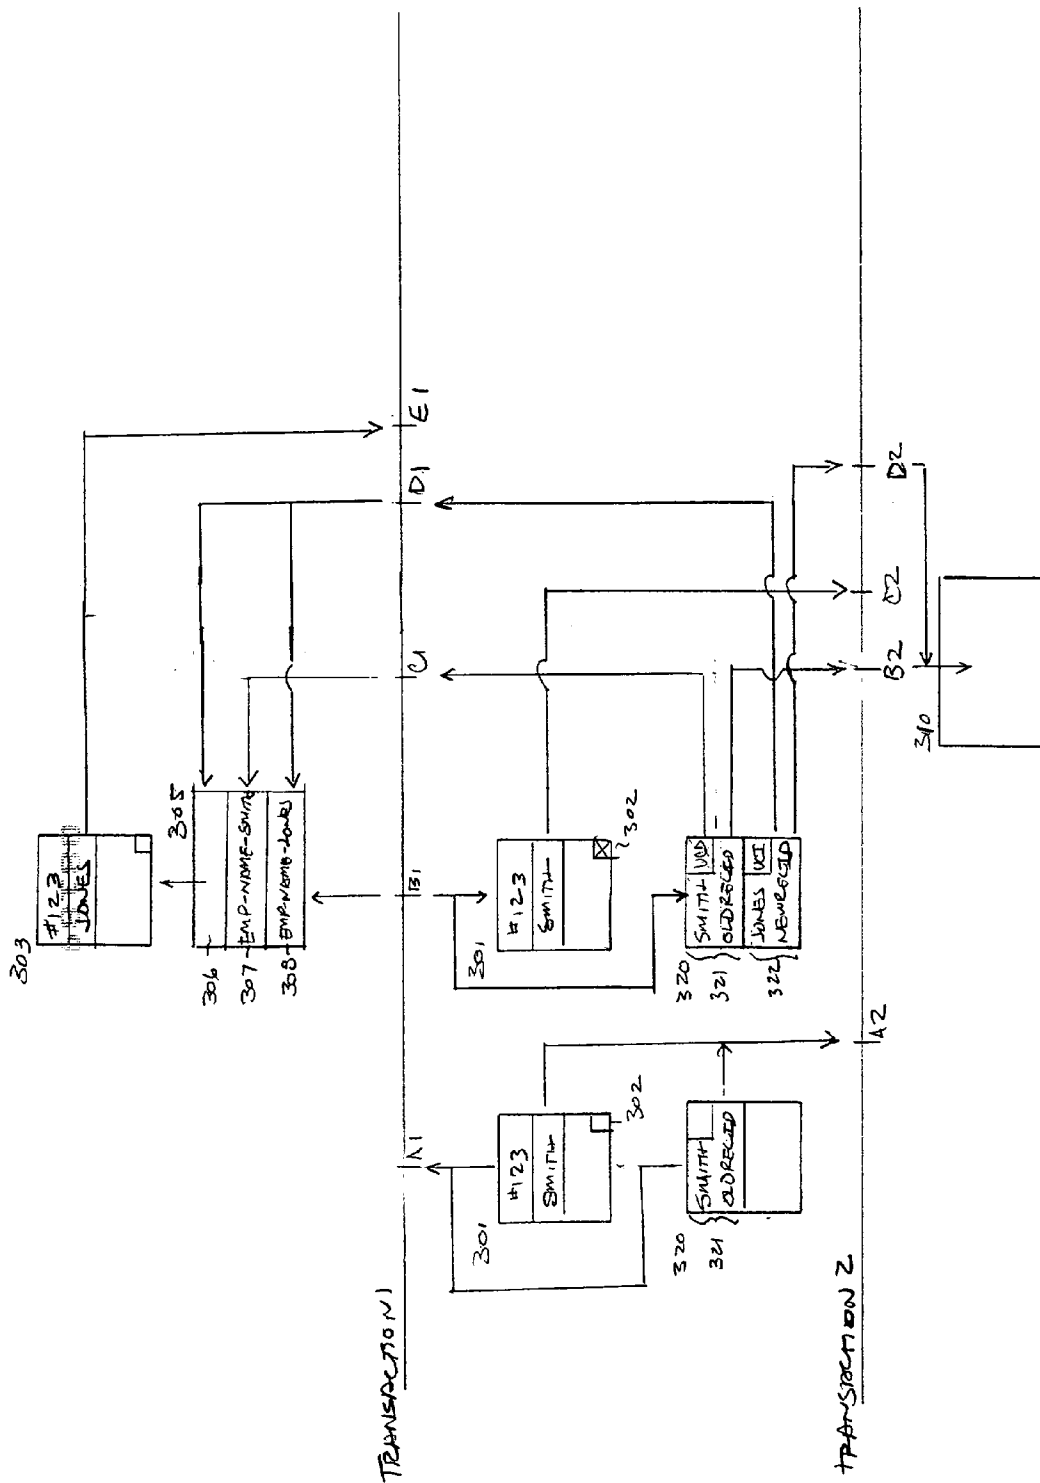 303
#123
JONES
305
306
307 EMP-NAME-SMITH
308 EMP-NAME-JONES
TRANSACTION 1
A1 B1 C1 D1 E1
301 301
#123 #123
SMITH SMITH
302 302
320 320
SMITH SMITH UCD
321 OLDRECID 321 OLDRECID
JONES UCI
322 NEWRECID
TRANSACTION 2
A2 B2 C2 D2
310